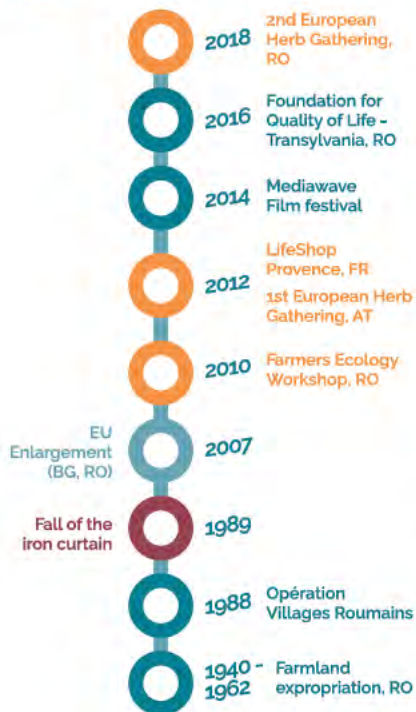 2018
2nd European
Herb Gathering,
RO
2016
Foundation for
Quality of Life -
Transylvania, RO
2014
Mediawave
Film festival
2012
LifeShop
Provence, FR
1st European Herb
Gathering, AT
2010
Farmers Ecology
Workshop, RO
EU
Enlargement
(BG, RO)
2007
Fall of the
iron curtain
1989
1988
Opération
Villages Roumains
1940 -
1962
Farmland
expropriation, RO